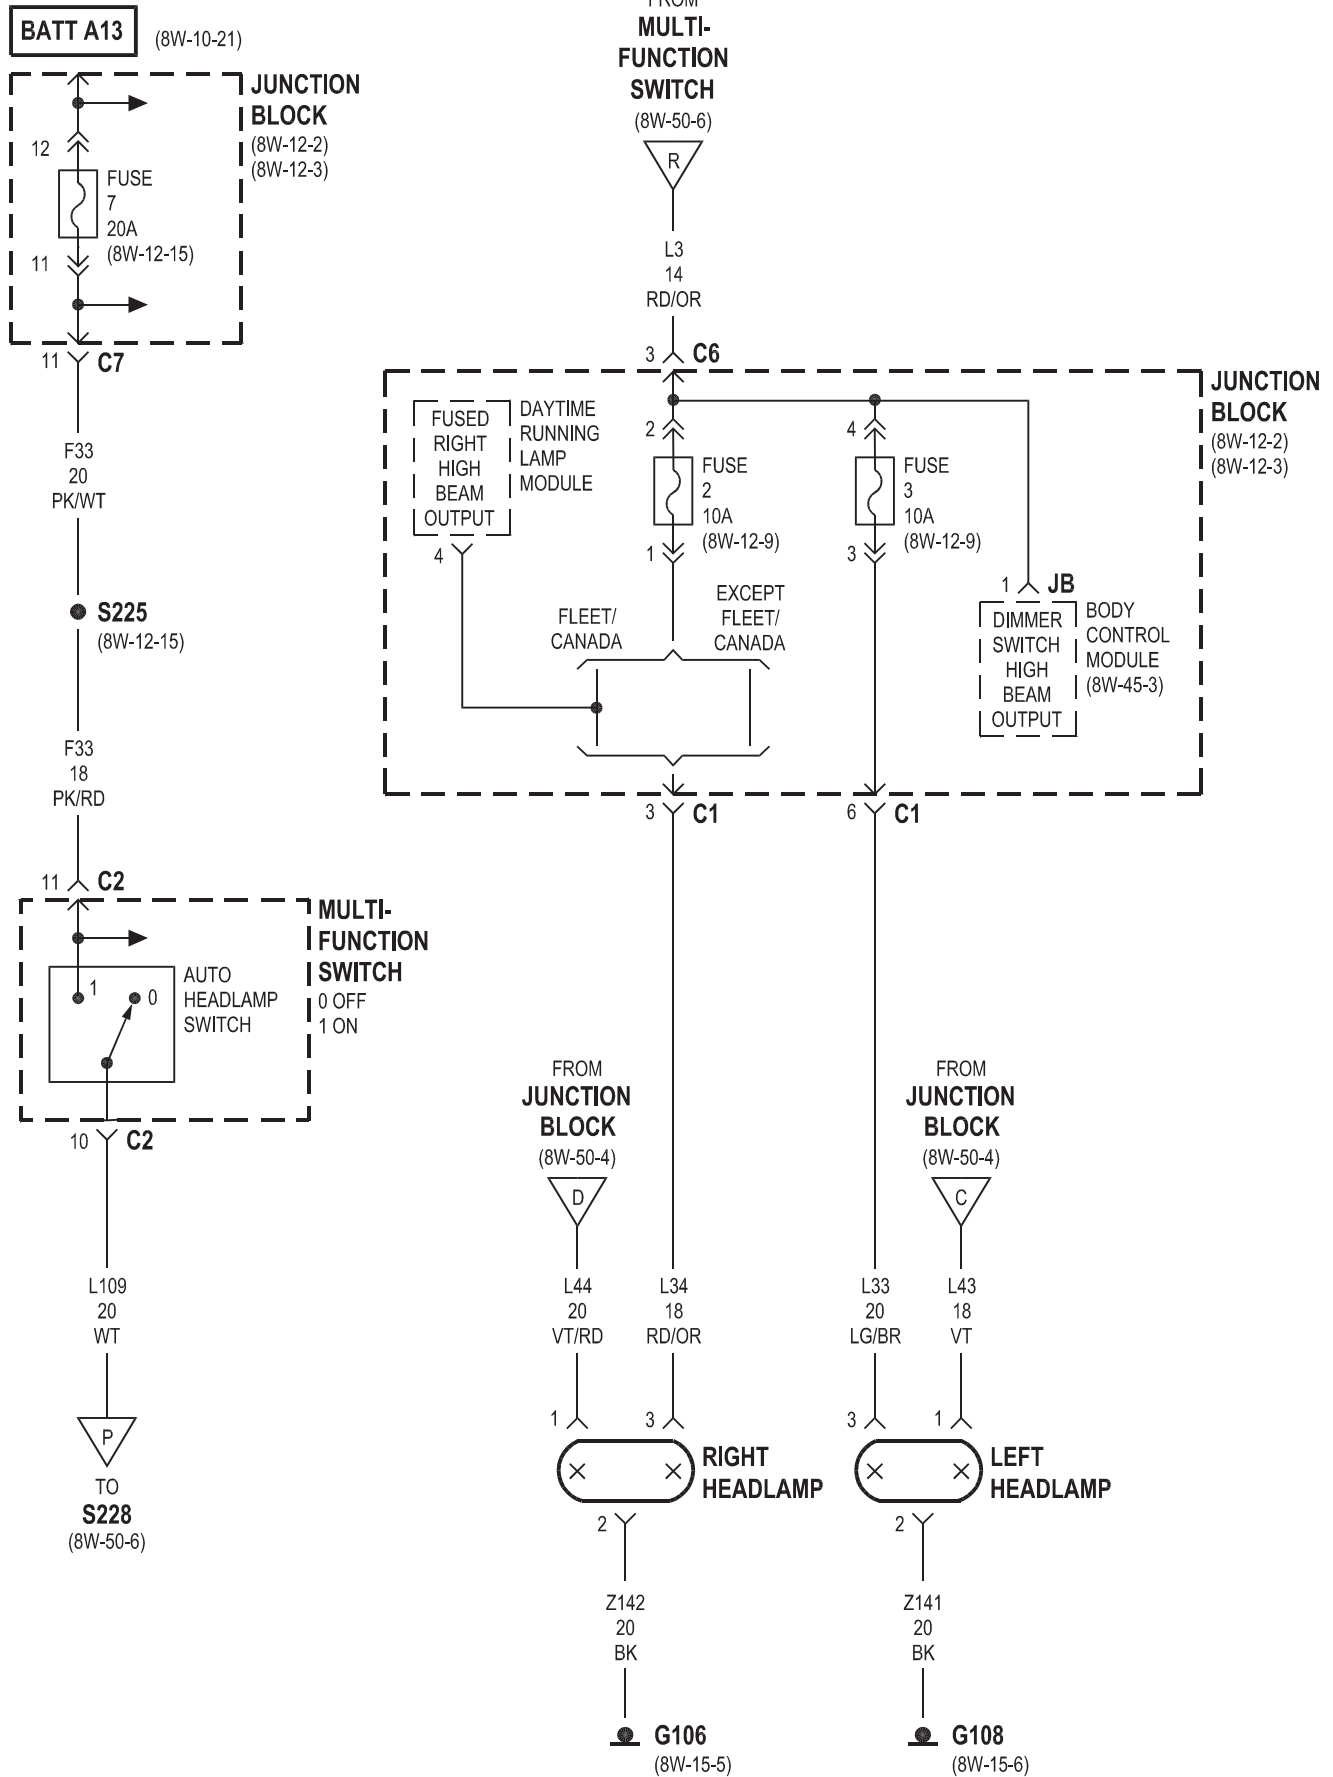 BATT A13
(8W-10-21)
JUNCTION
BLOCK
(8W-12-2)
(8W-12-3)
12
FUSE
7
20A
(8W-12-15)
11
11
C7
F33
20
PK/WT
S225
(8W-12-15)
F33
18
PK/RD
11
C2
MULTI-
FUNCTION
SWITCH
0 OFF
1 ON
1
0
AUTO
HEADLAMP
SWITCH
10
C2
L109
20
WT
P
TO
S228
(8W-50-6)
FROM
MULTI-
FUNCTION
SWITCH
(8W-50-6)
R
L3
14
RD/OR
3
C6
JUNCTION
BLOCK
(8W-12-2)
(8W-12-3)
FUSED
RIGHT
HIGH
BEAM
OUTPUT
DAYTIME
RUNNING
LAMP
MODULE
4
2
FUSE
2
10A
(8W-12-9)
1
4
FUSE
3
10A
(8W-12-9)
3
FLEET/
CANADA
EXCEPT
FLEET/
CANADA
1
JB
DIMMER
SWITCH
HIGH
BEAM
OUTPUT
BODY
CONTROL
MODULE
(8W-45-3)
3
C1
6
C1
FROM
JUNCTION
BLOCK
(8W-50-4)
D
FROM
JUNCTION
BLOCK
(8W-50-4)
C
L44
20
VT/RD
L34
18
RD/OR
L33
20
LG/BR
L43
18
VT
1
3
3
1
RIGHT
HEADLAMP
LEFT
HEADLAMP
2
2
Z142
20
BK
Z141
20
BK
G106
(8W-15-5)
G108
(8W-15-6)